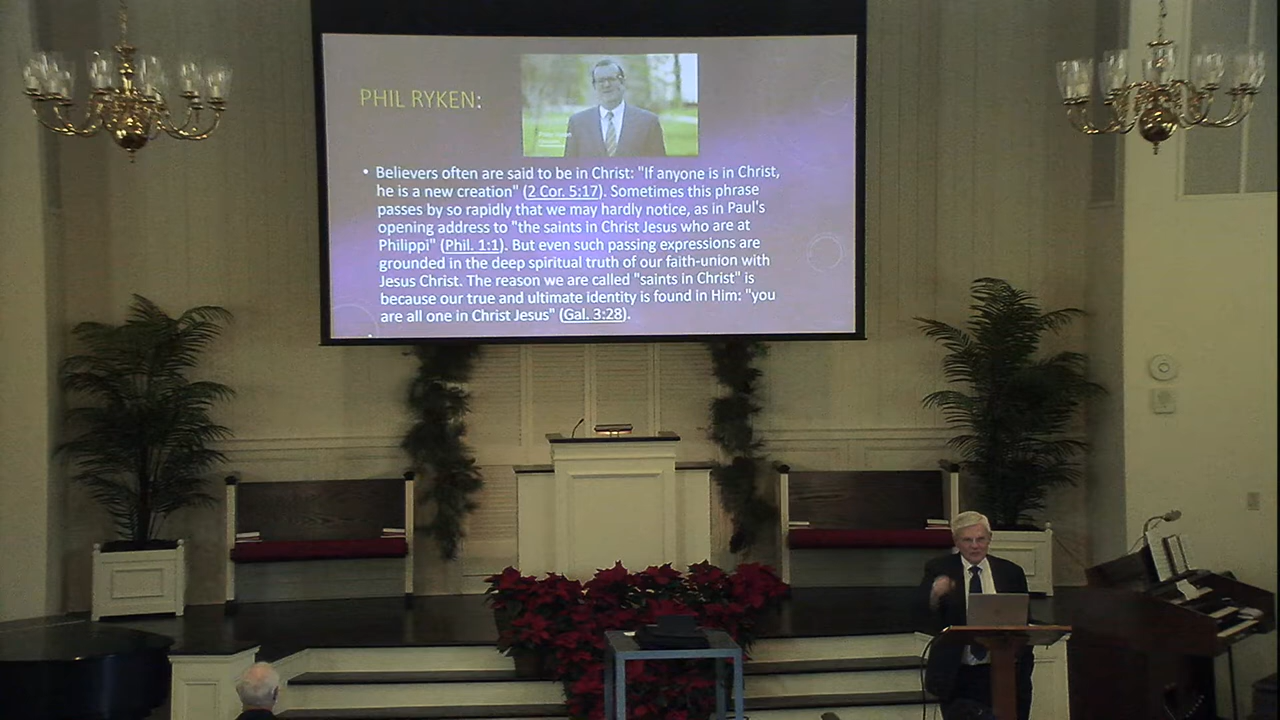 PHIL RYKEN:
• Believers often are said to be in Christ: "If anyone is in Christ,
he is a new creation" (2 Cor. 5:17). Sometimes this phrase
passes by so rapidly that we may hardly notice, as in Paul's
opening address to "the saints in Christ Jesus who are at
Philippi" (Phil. 1:1). But even such passing expressions are
grounded in the deep spiritual truth of our faith-union with
Jesus Christ. The reason we are called "saints in Christ" is
because our true and ultimate identity is found in Him: "you
are all one in Christ Jesus" (Gal. 3:28).